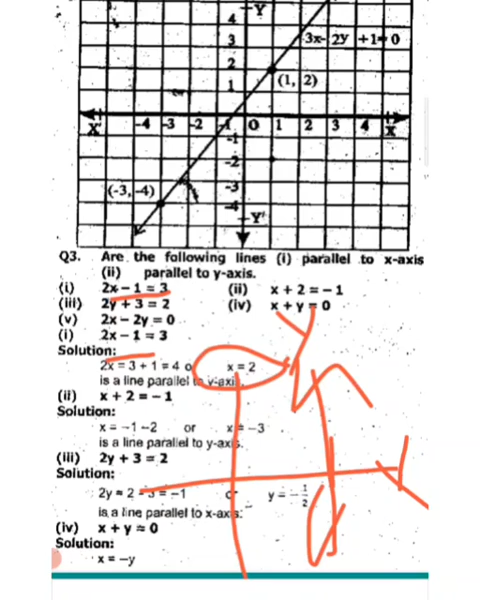 Y
4
3
2
1
3x- 2y +1=0
(1, 2)
X' -4 -3 -2 -1 0 1 2 3 4 X
-1
-2
-3
-4
(-3,-4)
Y'
Q3. Are the following lines (i) parallel to x-axis
(ii) parallel to y-axis.
(i) 2x - 1 = 3 (ii) x + 2 = - 1
(iii) 2y + 3 = 2 (iv) x + y = 0
(v) 2x - 2y = 0
(i) 2x - 1 = 3
Solution:
2x = 3 + 1 = 4 o x = 2
is a line parallel to y-axi
(ii) x + 2 = - 1
Solution:
x = -1 -2 or x = -3
is a line parallel to y-axis.
(iii) 2y + 3 = 2
Solution:
2y = 2 - 3 = -1 or y = - 1/2
is a line parallel to x-axis.
(iv) x + y = 0
Solution:
x = -y